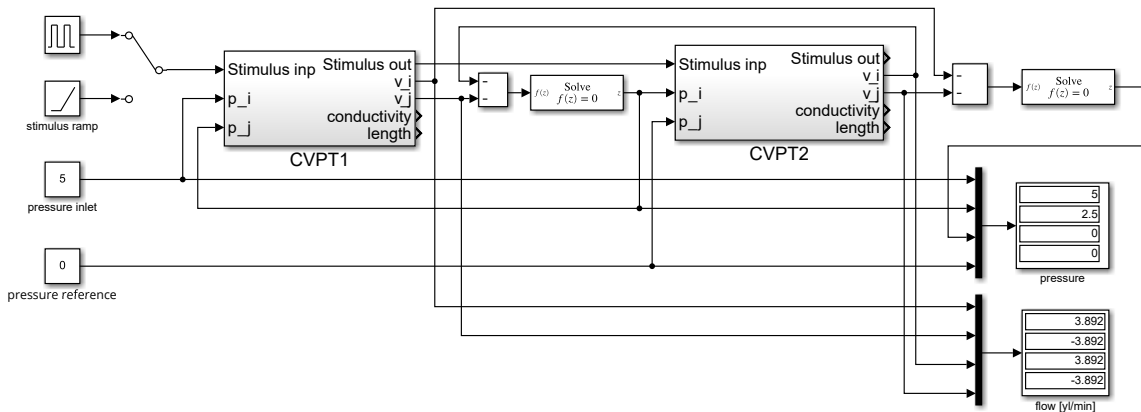 Stimulus inp
p_i
p_j
Stimulus out
v_i
v_j
conductivity
length
CVPT1
-
-
f(z)
Solve
f(z) = 0
z
Stimulus inp
p_i
p_j
Stimulus out
v_i
v_j
conductivity
length
CVPT2
-
-
f(z)
Solve
f(z) = 0
z
stimulus ramp
5
pressure inlet
0
pressure reference
5
2.5
0
0
pressure
3.892
-3.892
3.892
-3.892
flow [yl/min]